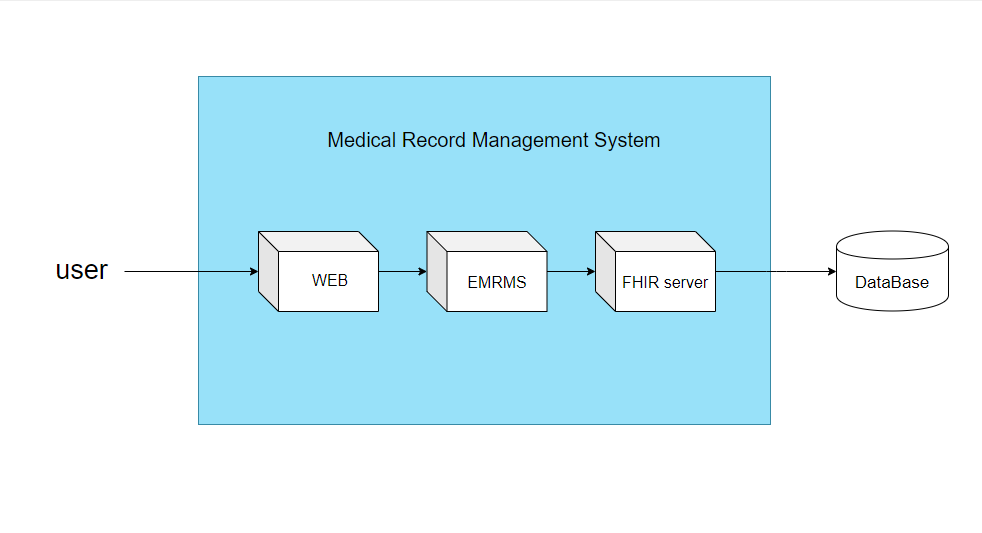 Medical Record Management System
user
WEB
EMRMS
FHIR server
DataBase